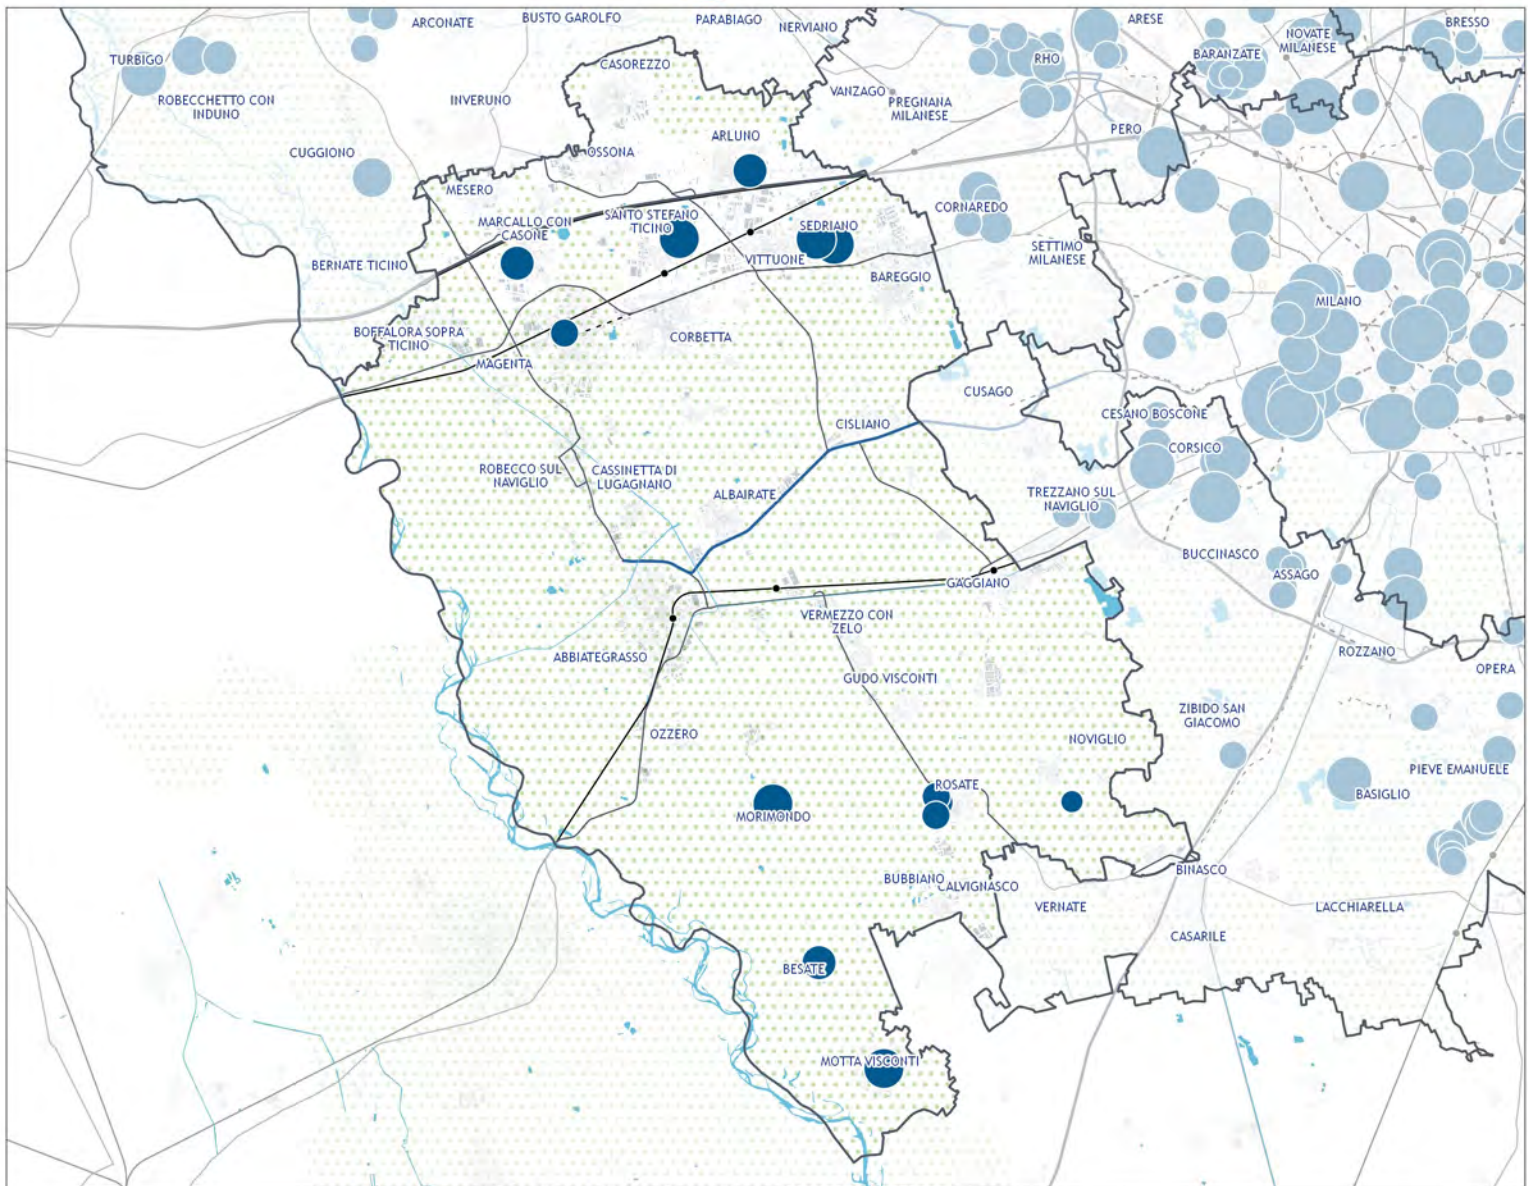 ARCONATE
BUSTO GAROLFO
PARABIAGO
NERVIANO
ARESE
NOVATE
MILANESE
BRESSO
TURBIGO
CASOREZZO
RHO
BARANZATE
ROBECCHETTO CON
INDUNO
INVERUNO
VANZAGO
PREGNANA
MILANESE
PERO
ARLUNO
CUGGIONO
OSSONA
MESERO
MARCALLO CON
CASONE
SANTO STEFANO
TICINO
SEDRIANO
CORNAREDO
SETTIMO
MILANESE
BERNATE TICINO
VITTUONE
BAREGGIO
MILANO
BOFFALORA SOPRA
TICINO
CORBETTA
MAGENTA
CUSAGO
CISLIANO
CESANO BOSCONE
CORSICO
ROBECCO SUL
NAVIGLIO
CASSINETTA DI
LUGAGNANO
ALBAIRATE
TREZZANO SUL
NAVIGLIO
BUCCINASCO
ASSAGO
GAGGIANO
VERMEZZO CON
ZELO
ABBIATEGRASSO
ROZZANO
OPERA
GUDO VISCONTI
ZIBIDO SAN
GIACOMO
OZZERO
NOVIGLIO
PIEVE EMANUELE
ROSATE
BASIGLIO
MORIMONDO
BINASCO
BUBBIANO
CALVIGNASCO
VERNATE
LACCHIARELLA
CASARILE
BESATE
MOTTA VISCONTI